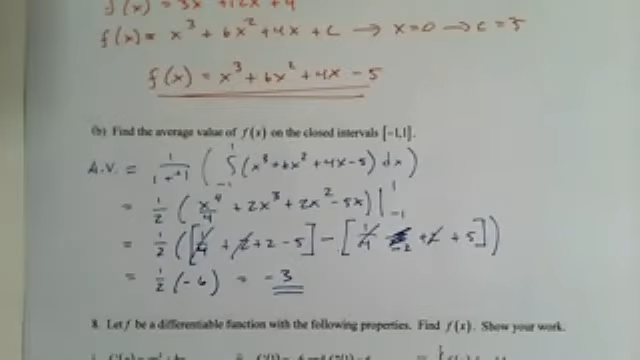 f(x) = x³ + 6x² + 4x + C → x=0 → C = 5
f(x) = x³ + 6x² + 4x − 5
(b) Find the average value of f(x) on the closed intervals [−1,1].
A.V. = 1/(1+1) ( ∫₋₁¹ (x³+6x²+4x−5) dx )
= 1/2 ( x⁴/4 + 2x³ + 2x² − 5x ) |₋₁¹
= 1/2 ( [1/4 + 2 + 2 − 5] − [1/4 −2 + 2 + 5] )
= 1/2 (−6) = −3
8. Let f be a differentiable function with the following properties. Find f(x). Show your work.